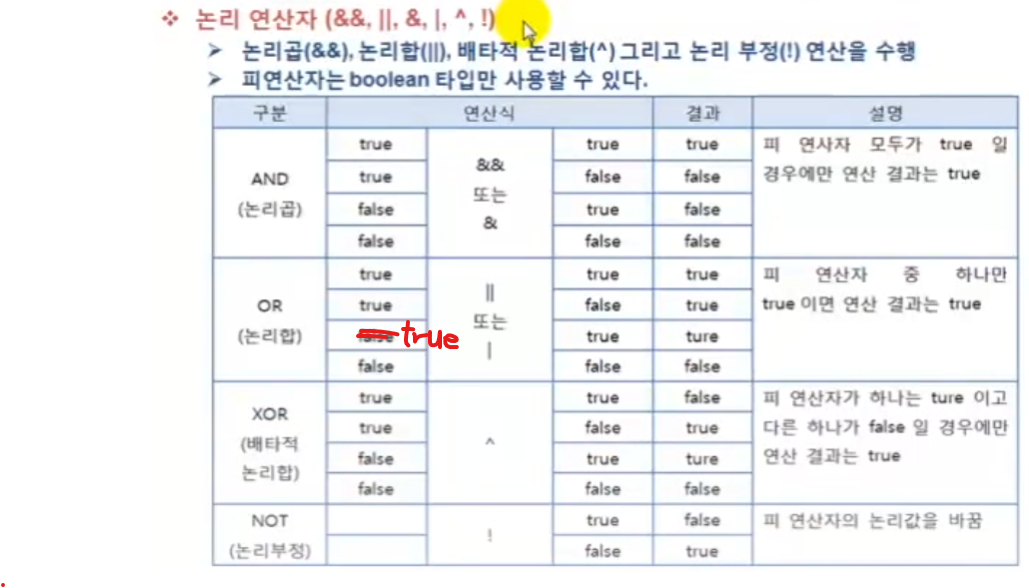 ❖ 논리 연산자 (&&, ||, &, |, ^, !)
➢ 논리곱(&&), 논리합(||), 배타적 논리합(^) 그리고 논리 부정(!) 연산을 수행
➢ 피연산자는 boolean 타입만 사용할 수 있다.
구분 연산식 결과 설명
AND
(논리곱)
true
true
false
false
&&
또는
&
true
false
true
false
true
false
false
false
피 연사자 모두가 true 일
경우에만 연산 결과는 true
OR
(논리합)
true
true
false true
false
||
또는
|
true
false
true
false
true
true
ture
false
피 연산자 중 하나만
true 이면 연산 결과는 true
XOR
(배타적
논리합)
true
true
false
false
^
true
false
true
false
false
true
ture
false
피 연산자가 하나는 ture 이고
다른 하나가 false 일 경우에만
연산 결과는 true
NOT
(논리부정)
!
true
false
false
true
피 연산자의 논리값을 바꿈